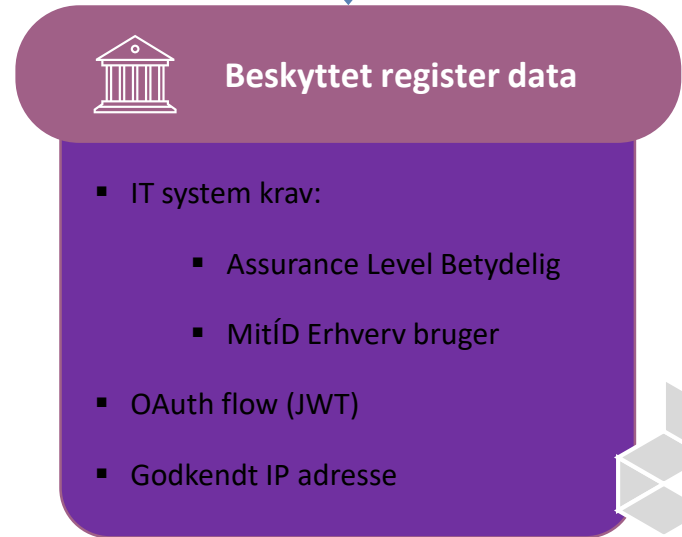 Beskyttet register data
▪ IT system krav:
▪ Assurance Level Betydelig
▪ MitÍD Erhverv bruger
▪ OAuth flow (JWT)
▪ Godkendt IP adresse